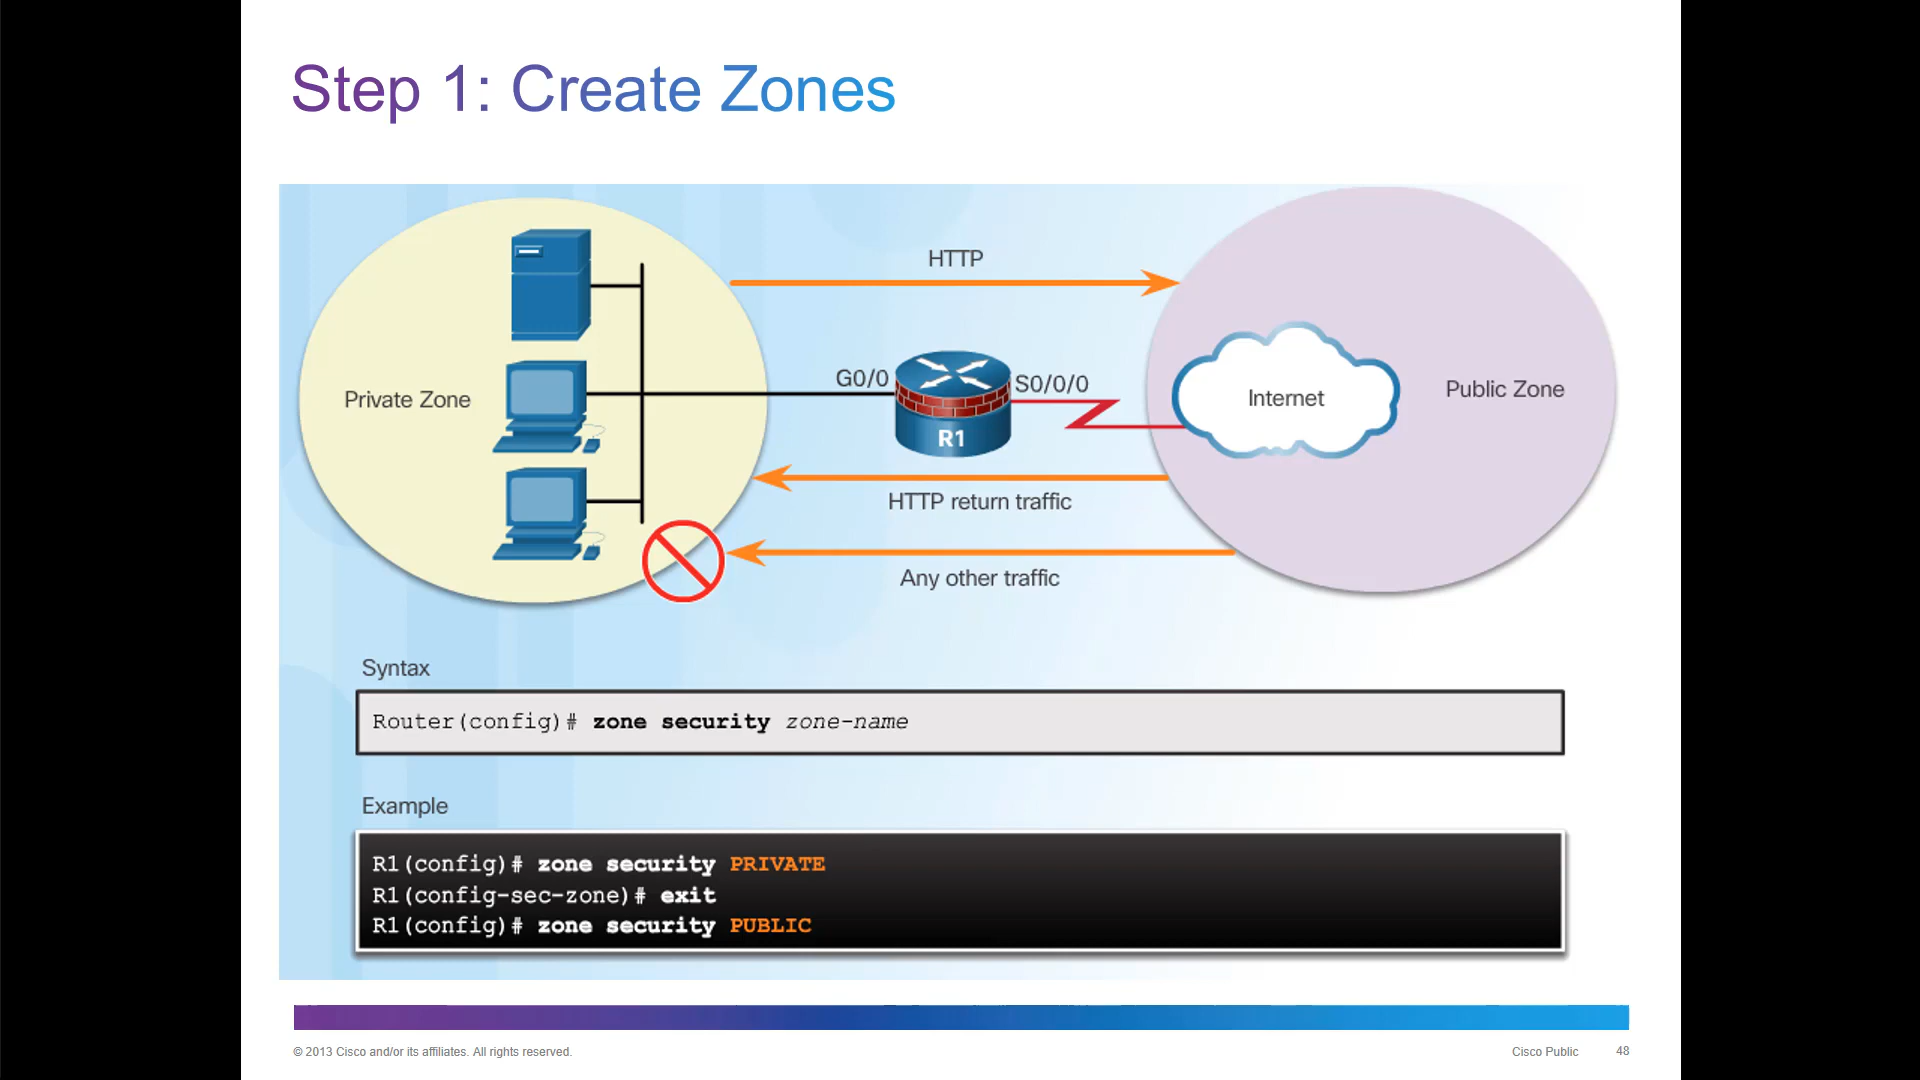 Step 1: Create Zones
HTTP
G0/0
S0/0/0
Private Zone
Internet
Public Zone
R1
HTTP return traffic
Any other traffic
Syntax
Router(config)# zone security zone-name
Example
R1(config)# zone security PRIVATE
R1(config-sec-zone)# exit
R1(config)# zone security PUBLIC
© 2013 Cisco and/or its affiliates. All rights reserved.
Cisco Public
48